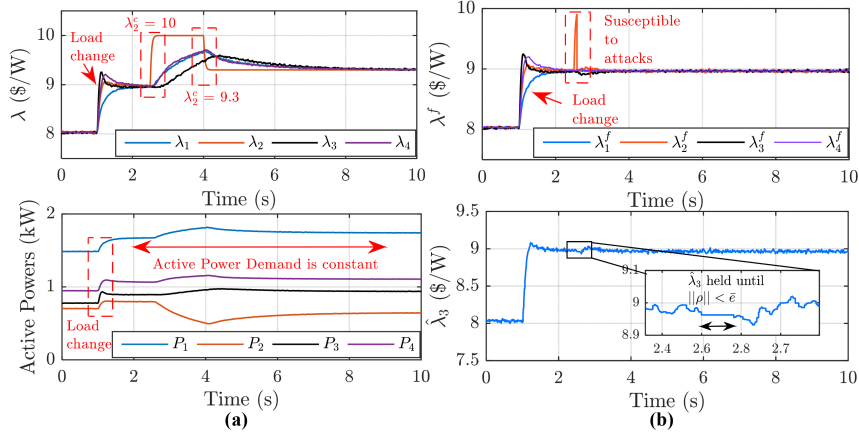 λ₂ᶜ = 10
Load
change
λ₂ᶜ = 9.3
λ ($/W)
11
10
9
8
λ₁ λ₂ λ₃ λ₄
0 2 4 6 8 10
Time (s)
Susceptible
to
attacks
Load
change
λᶠ ($/W)
10
9
8
λ₁ᶠ λ₂ᶠ λ₃ᶠ λ₄ᶠ
0 2 4 6 8 10
Time (s)
Active Powers (kW)
2
1.5
1
0.5
0
Active Power Demand is constant
Load
change
P₁ P₂ P₃ P₄
0 2 4 6 8 10
Time (s)
(a)
λ̂₃ ($/W)
10
9.5
9
8.5
8
7.5
9.1
9
8.9
λ̂₃ held until
||ρ|| < ē
2.4 2.6 2.8 2.7
0 2 4 6 8 10
Time (s)
(b)